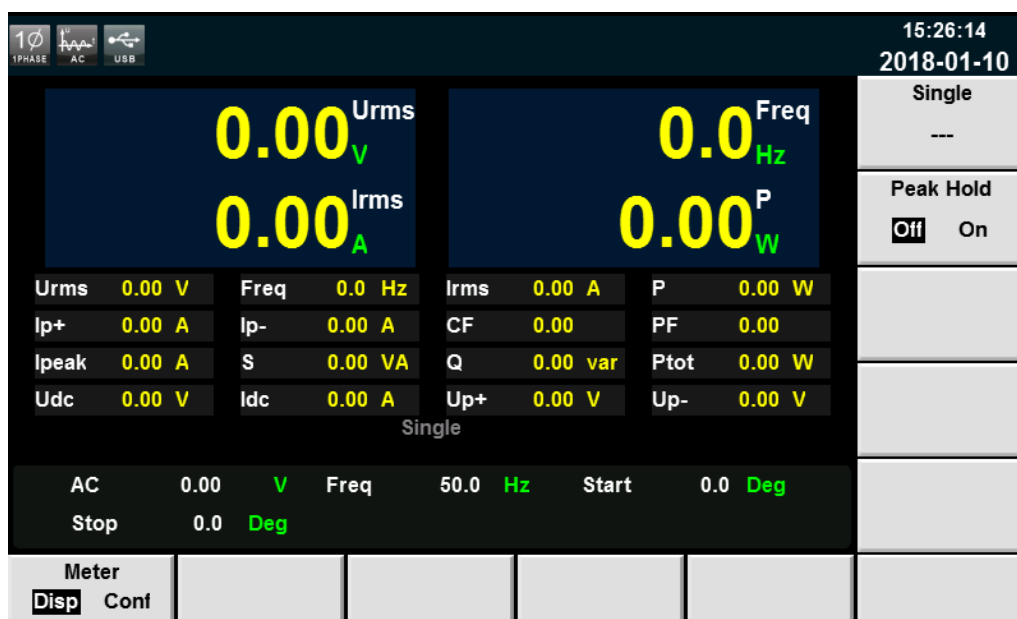 1Ø U t 15:26:14
1PHASE AC USB 2018-01-10
0.00 Urms V 0.0 Freq Hz Single
---
0.00 Irms A 0.00 P W Peak Hold
Off On
Urms 0.00 V Freq 0.0 Hz Irms 0.00 A P 0.00 W
Ip+ 0.00 A Ip- 0.00 A CF 0.00 PF 0.00
Ipeak 0.00 A S 0.00 VA Q 0.00 var Ptot 0.00 W
Udc 0.00 V Idc 0.00 A Up+ 0.00 V Up- 0.00 V
Single
AC 0.00 V Freq 50.0 Hz Start 0.0 Deg
Stop 0.0 Deg
Meter
Disp Conf